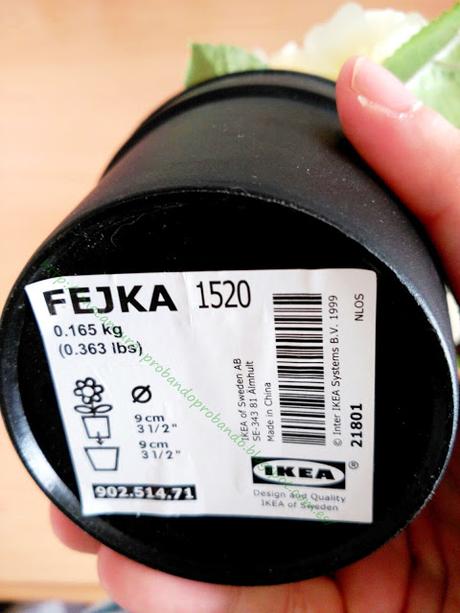 FEJKA 1520
0.165 kg
(0.363 lbs)
Ø
9 cm
3 1/2"
9 cm
3 1/2"
902.514.71
IKEA of Sweden AB
SE-343 81 Älmhult
Made in China
© Inter IKEA Systems B.V. 1999
21801
NLOS
IKEA®
Design and Quality
IKEA of Sweden